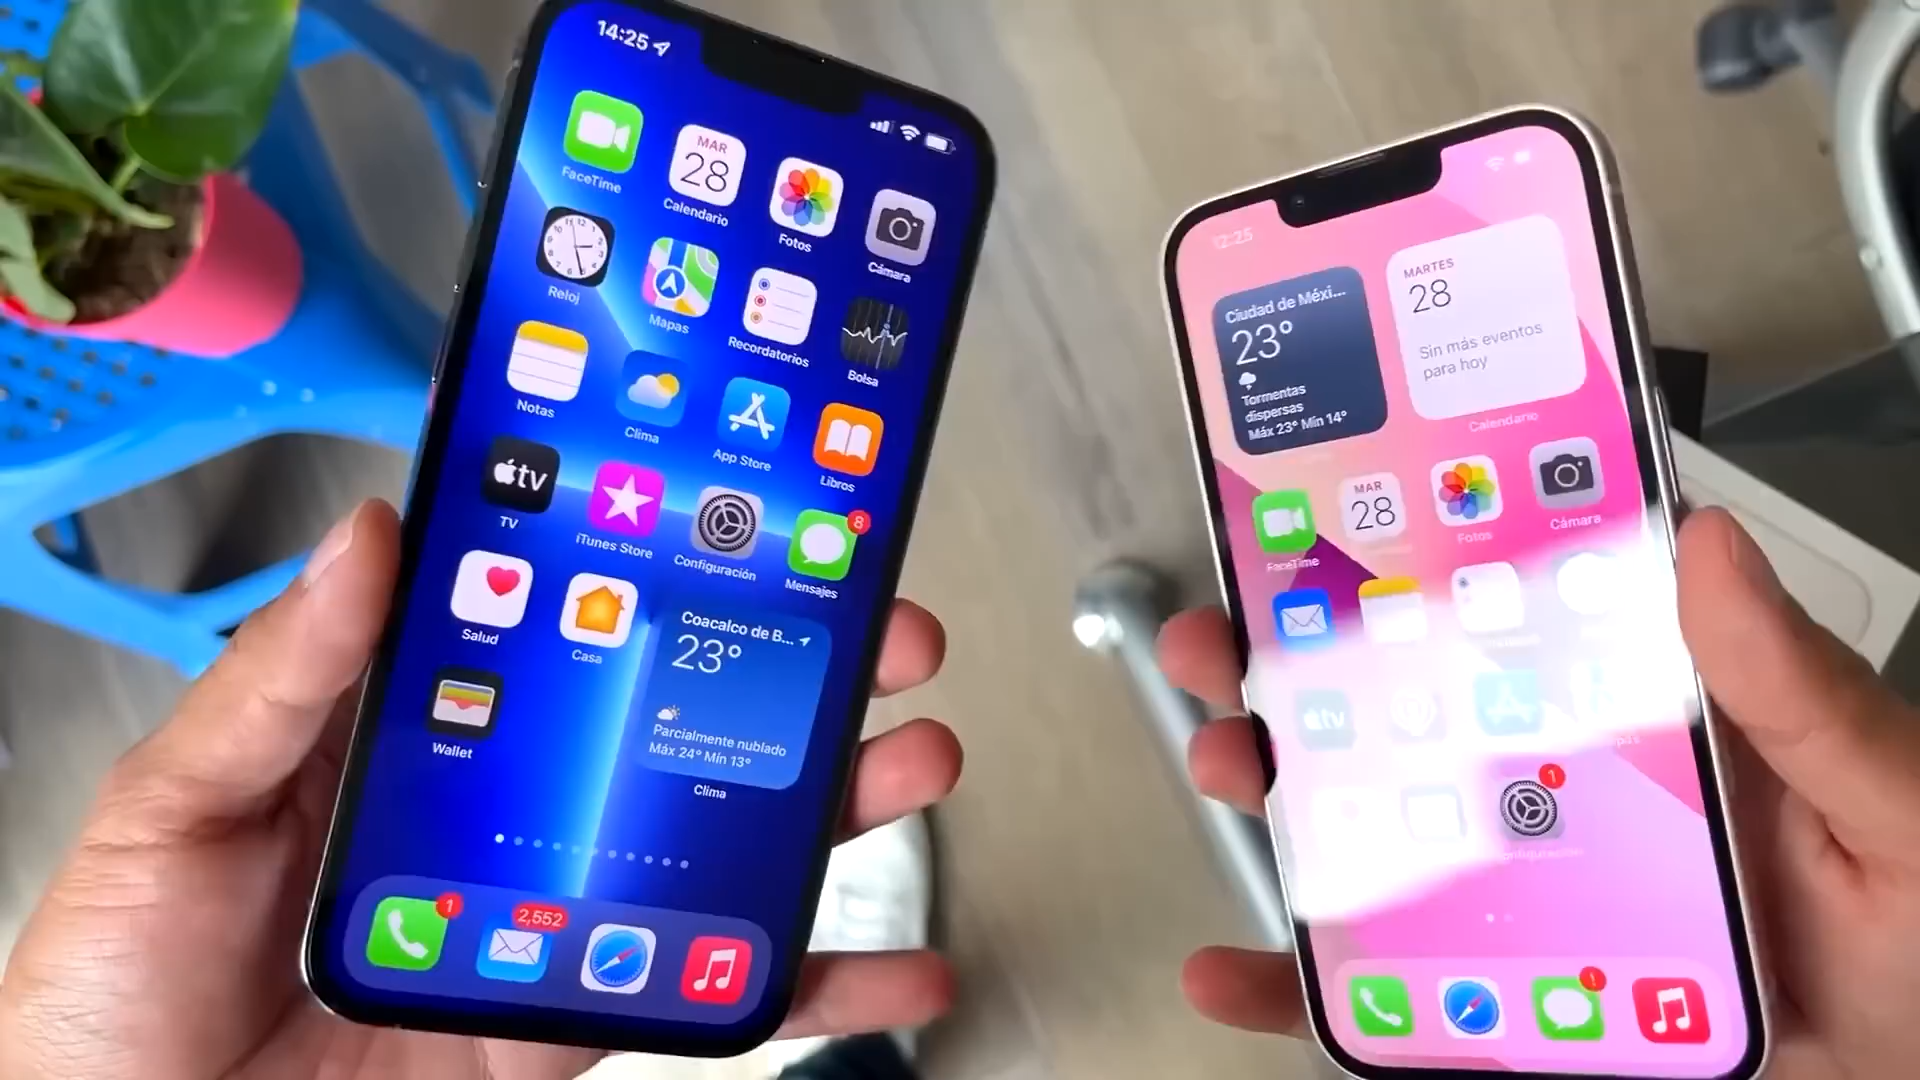 14:25
FaceTime
MAR
28
Calendario
Fotos
Cámara
Reloj
Mapas
Recordatorios
Bolsa
Notas
Clima
App Store
Libros
tv
TV
iTunes Store
Configuración
8
Mensajes
Salud
Casa
Coacalco de B...
23°
Parcialmente nublado
Máx 24° Mín 13°
Clima
Wallet
1
2,552
12:25
Ciudad de Méxi...
23°
Tormentas
dispersas
Máx 23° Mín 14°
MARTES
28
Sin más eventos
para hoy
Calendario
FaceTime
MAR
28
Fotos
Cámara
tv
1
Configuración
1